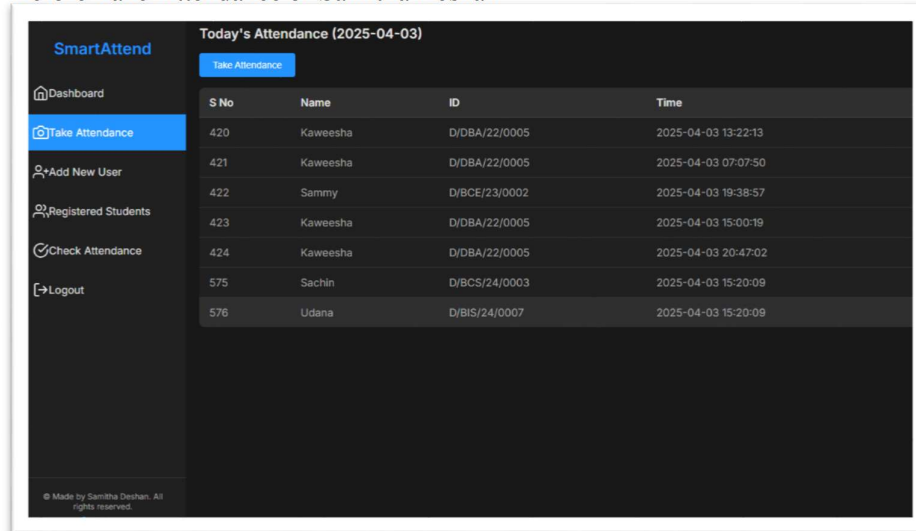 SmartAttend
Dashboard
Take Attendance
Add New User
Registered Students
Check Attendance
Logout
© Made by Samitha Deshan. All
rights reserved.
Today's Attendance (2025-04-03)
Take Attendance
S No Name ID Time
420 Kaweesha D/DBA/22/0005 2025-04-03 13:22:13
421 Kaweesha D/DBA/22/0005 2025-04-03 07:07:50
422 Sammy D/BCE/23/0002 2025-04-03 19:38:57
423 Kaweesha D/DBA/22/0005 2025-04-03 15:00:19
424 Kaweesha D/DBA/22/0005 2025-04-03 20:47:02
575 Sachin D/BCS/24/0003 2025-04-03 15:20:09
576 Udana D/BIS/24/0007 2025-04-03 15:20:09